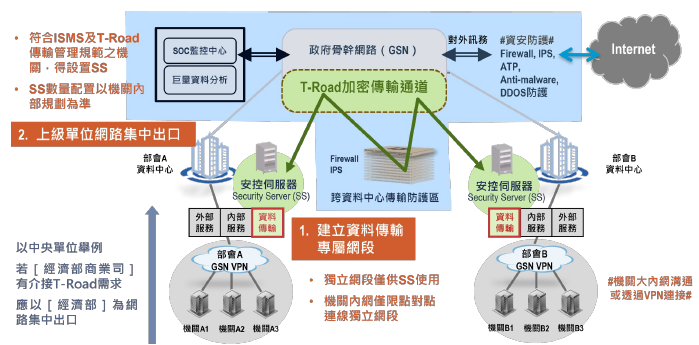 • 符合ISMS及T-Road
傳輸管理規範之機
關，得設置SS
• SS數量配置以機關內
部規劃為準
SOC監控中心
巨量資料分析
政府骨幹網路（GSN）
T-Road加密傳輸通道
對外訊務
#資安防護#
Firewall, IPS,
ATP,
Anti-malware,
DDOS防護
Internet
2. 上級單位網路集中出口
部會A
資料中心
安控伺服器
Security Server (SS)
Firewall
IPS
跨資料中心傳輸防護區
安控伺服器
Security Server (SS)
部會B
資料中心
外部
服務
內部
服務
資料
傳輸
1. 建立資料傳輸
專屬網段
資料
傳輸
內部
服務
外部
服務
以中央單位舉例
若［經濟部商業司］
有介接T-Road需求
應以［經濟部］為網
路集中出口
部會A
GSN VPN
機關A1
機關A2
機關A3
• 獨立網段僅供SS使用
• 機關內網僅限點對點
連線獨立網段
部會B
GSN VPN
機關B1
機關B2
機關B3
#機關大內網溝通
或透過VPN連接#